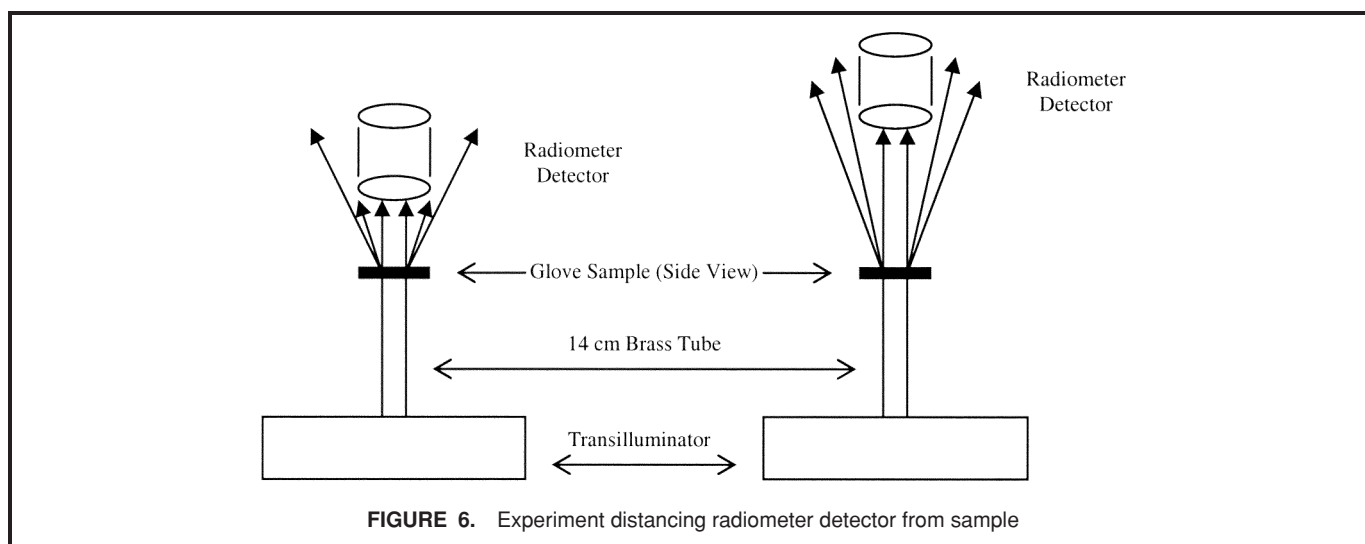 Radiometer
Detector
Radiometer
Detector
Glove Sample (Side View)
14 cm Brass Tube
Transilluminator
FIGURE 6. Experiment distancing radiometer detector from sample